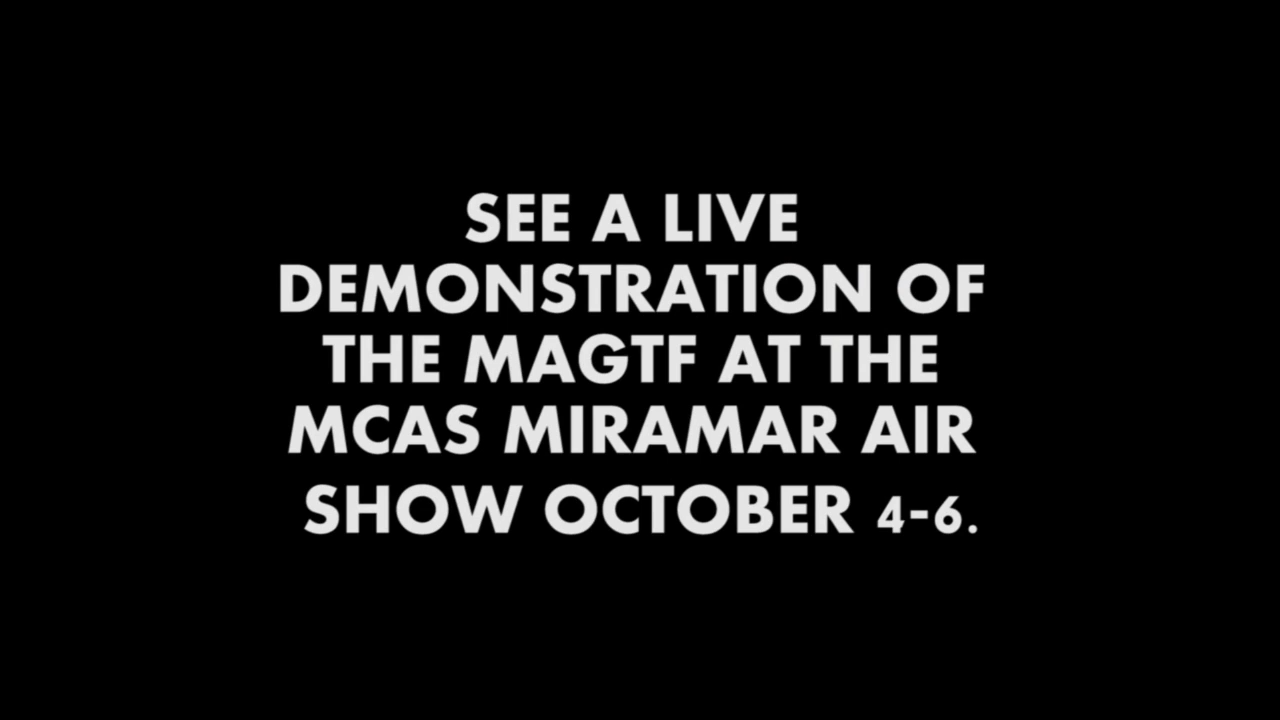 SEE A LIVE
DEMONSTRATION OF
THE MAGTF AT THE
MCAS MIRAMAR AIR
SHOW OCTOBER 4-6.